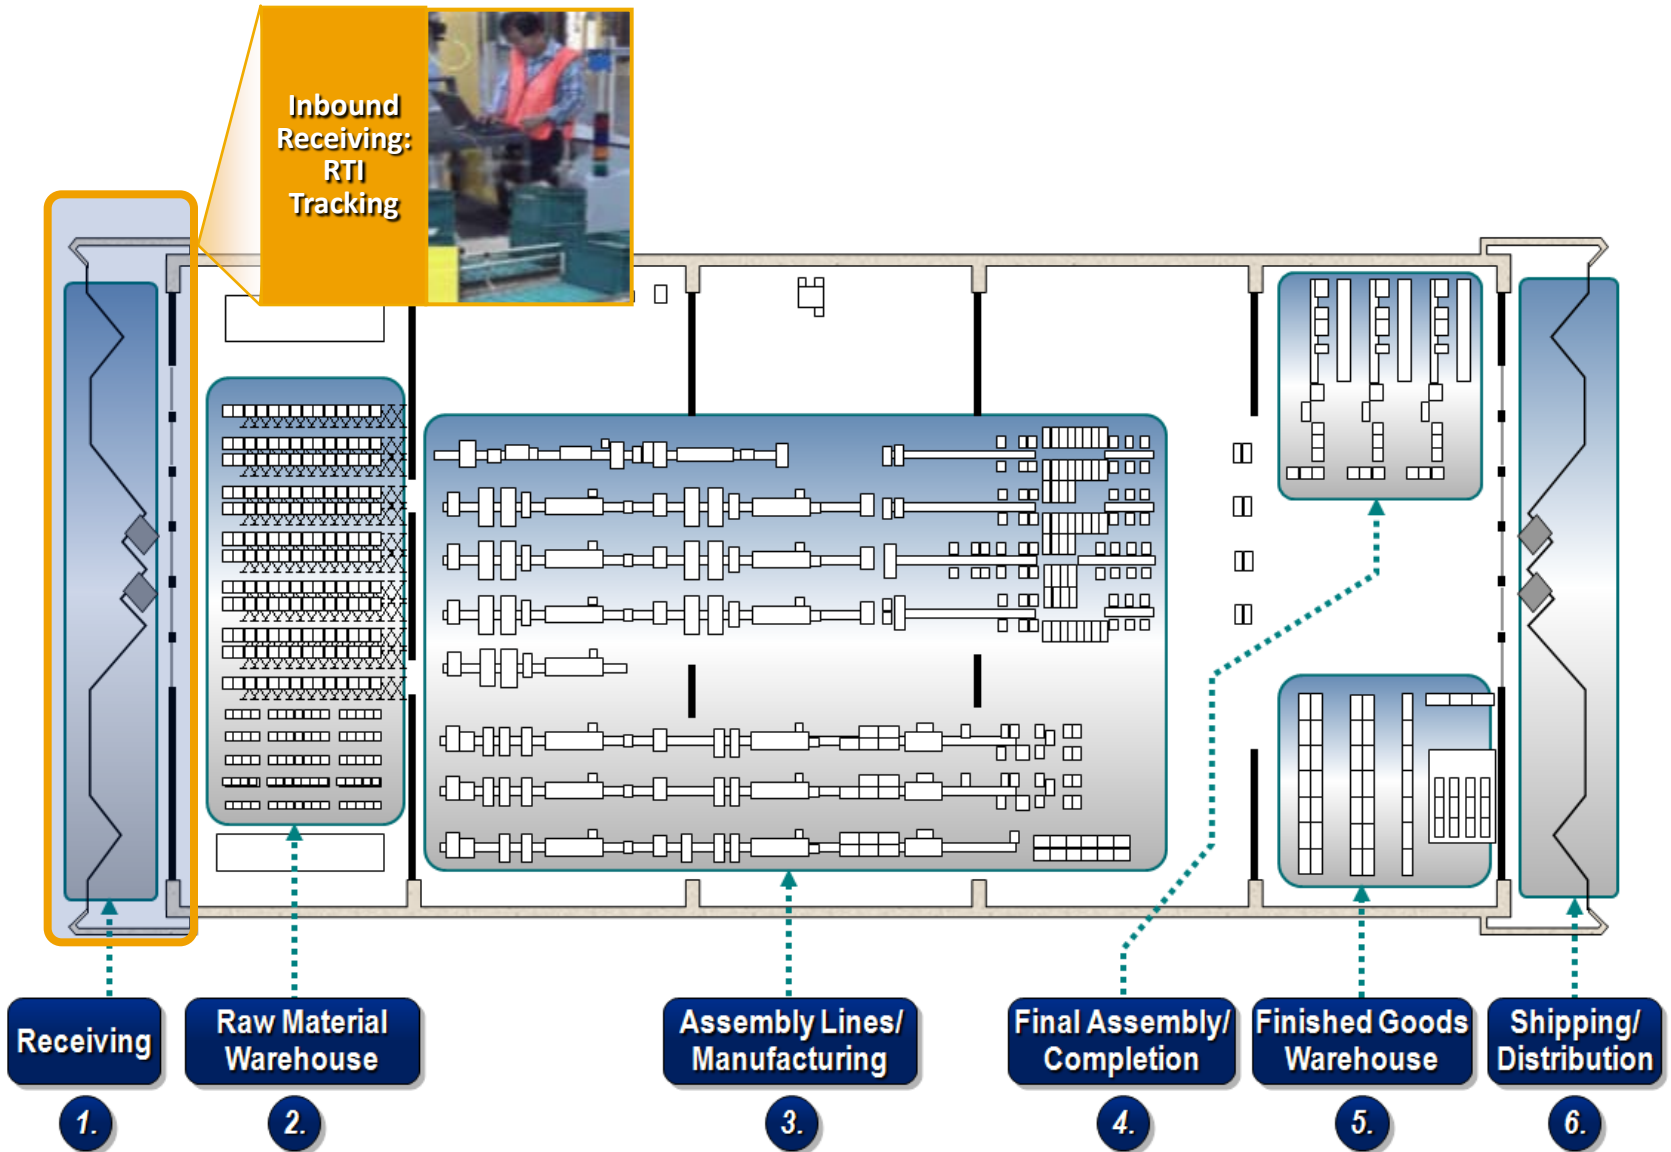 Inbound
Receiving:
RTI
Tracking
Receiving
Raw Material
Warehouse
Assembly Lines/
Manufacturing
Final Assembly/
Completion
Finished Goods
Warehouse
Shipping/
Distribution
1.
2.
3.
4.
5.
6.